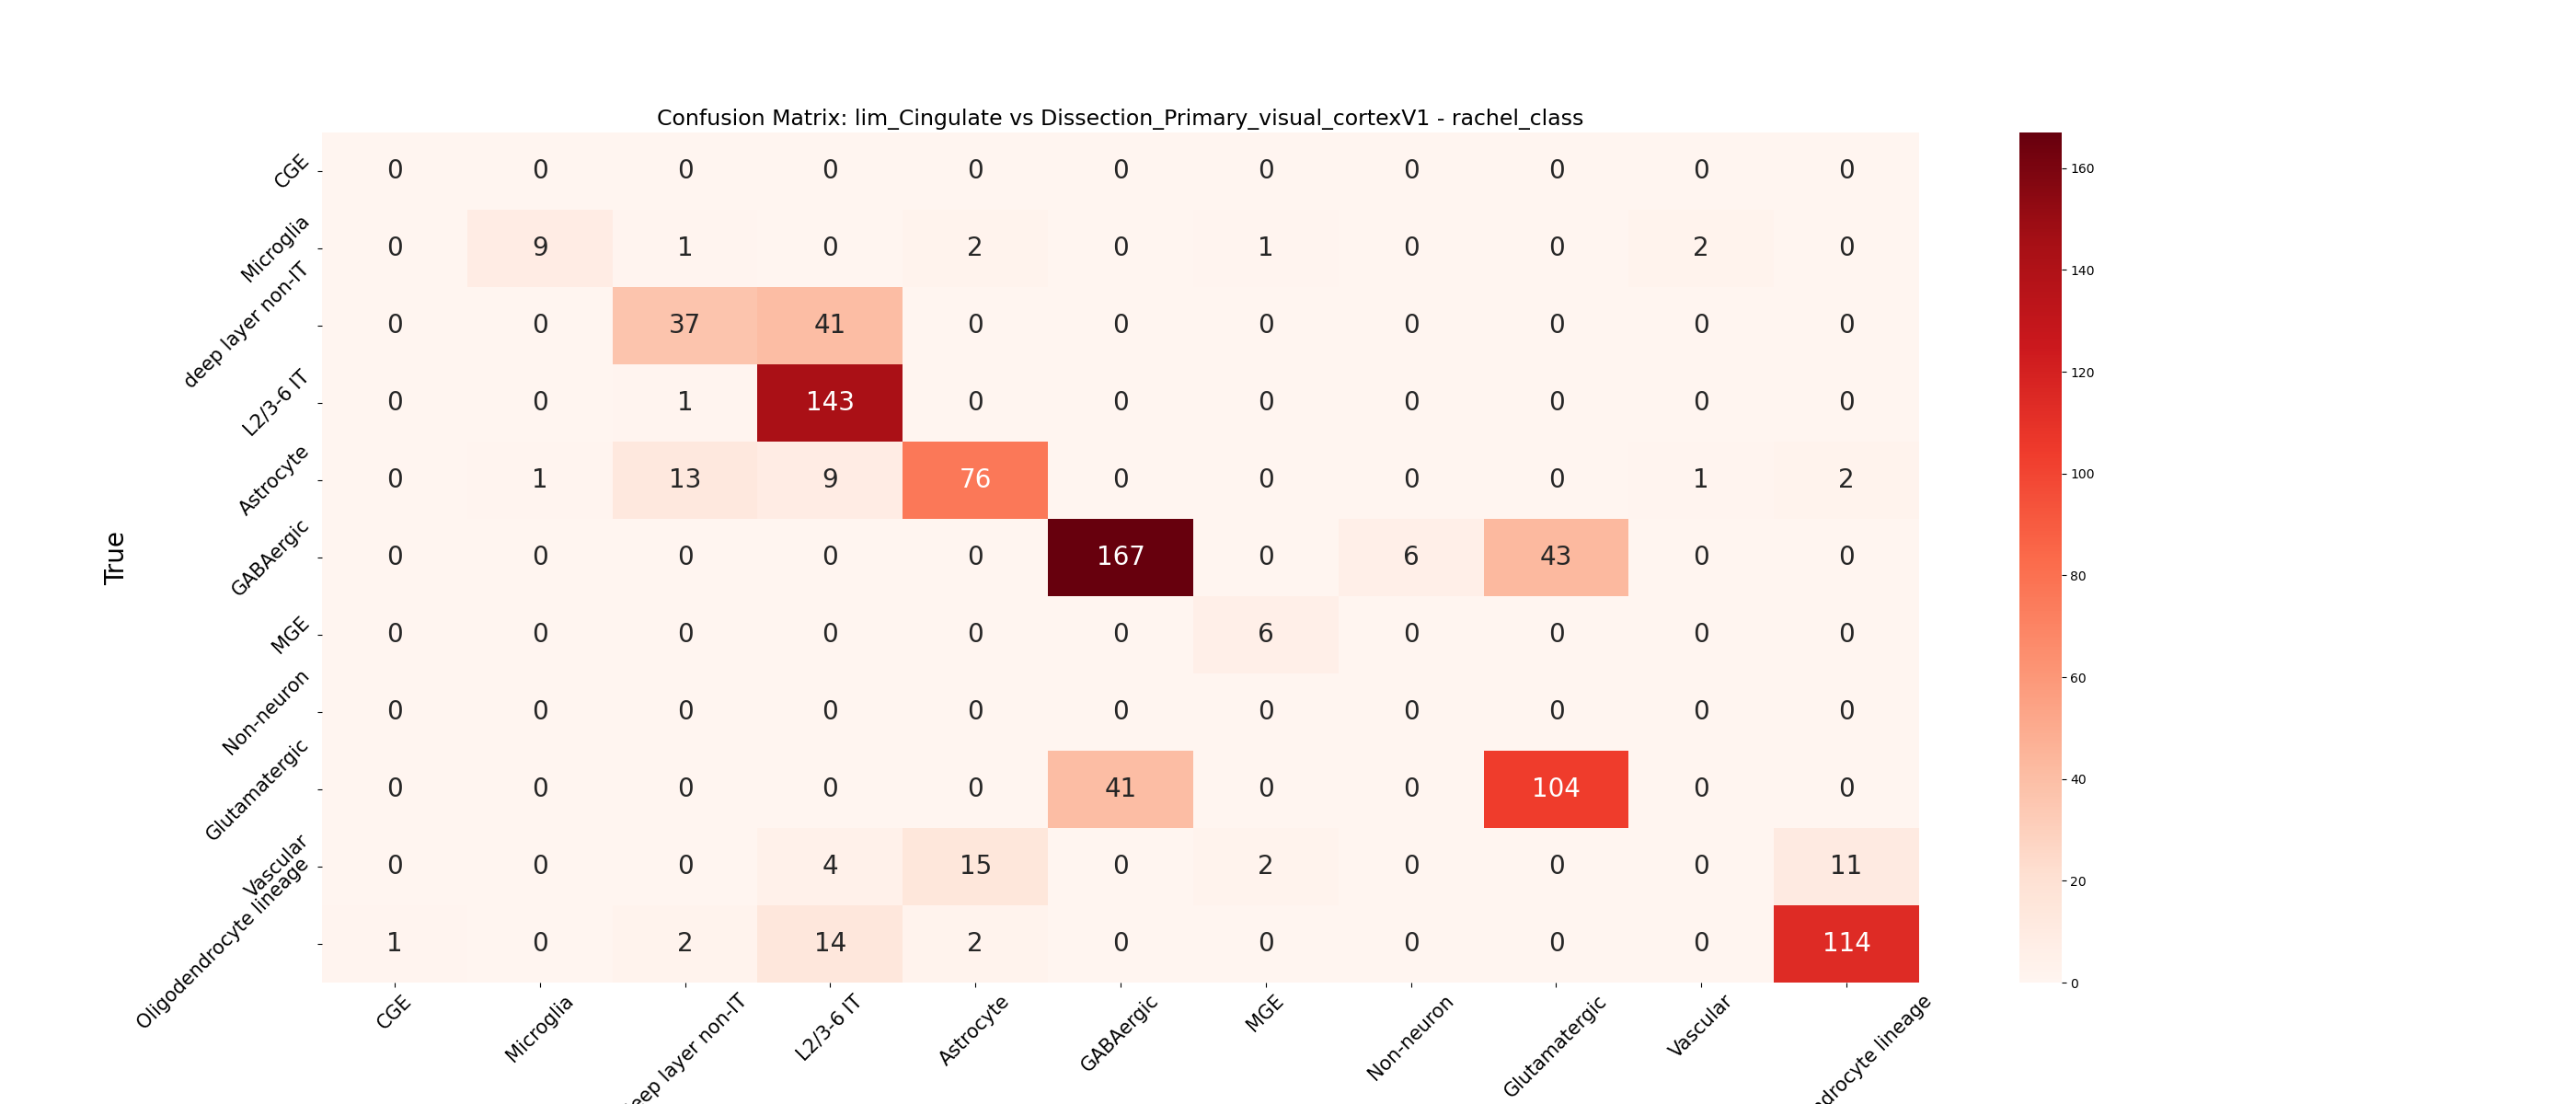 Confusion Matrix: lim_Cingulate vs Dissection_Primary_visual_cortexV1 - rachel_class
True
CGE 0 0 0 0 0 0 0 0 0 0 0
Microglia 0 9 1 0 2 0 1 0 0 2 0
deep layer non-IT 0 0 37 41 0 0 0 0 0 0 0
L2/3-6 IT 0 0 1 143 0 0 0 0 0 0 0
Astrocyte 0 1 13 9 76 0 0 0 0 1 2
GABAergic 0 0 0 0 0 167 0 6 43 0 0
MGE 0 0 0 0 0 0 6 0 0 0 0
Non-neuron 0 0 0 0 0 0 0 0 0 0 0
Glutamatergic 0 0 0 0 0 41 0 0 104 0 0
Vascular 0 0 0 4 15 0 2 0 0 0 11
Oligodendrocyte lineage 1 0 2 14 2 0 0 0 0 0 114
CGE Microglia eep layer non-IT L2/3-6 IT Astrocyte GABAergic MGE Non-neuron Glutamatergic Vascular drocyte lineage
160
140
120
100
80
60
40
20
0